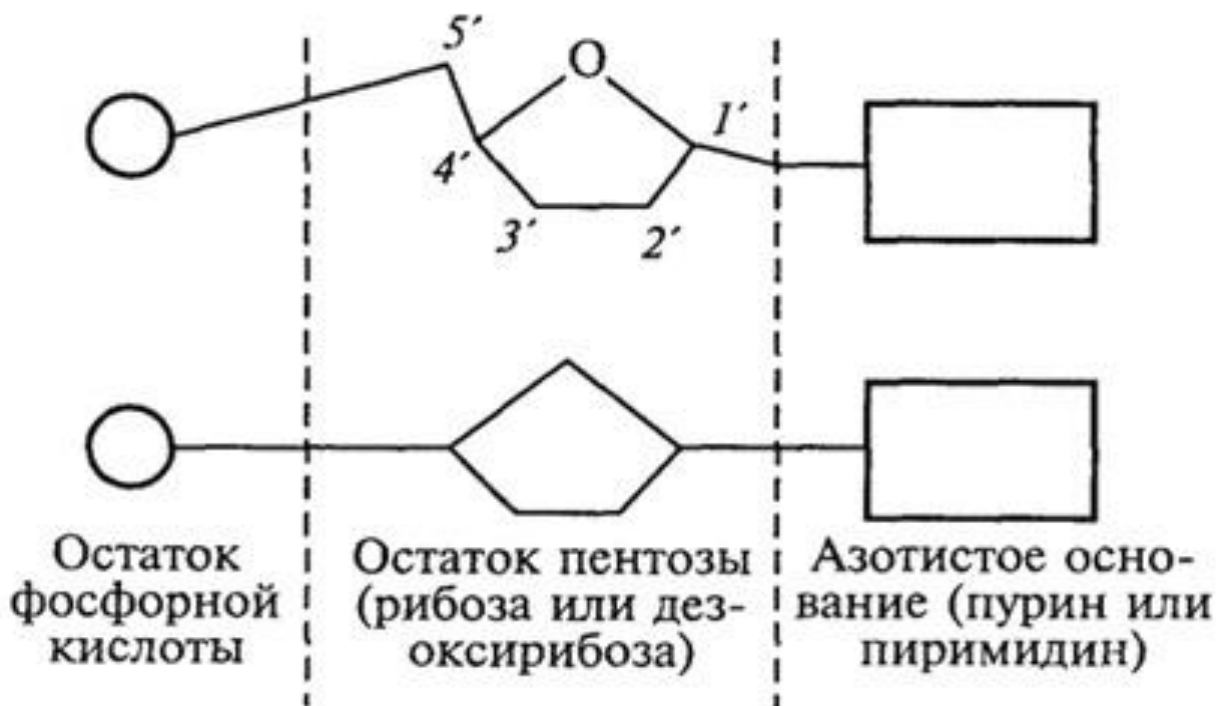 5′
O
1′
4′
3′
2′
Остаток
фосфорной
кислоты
Остаток пентозы
(рибоза или дез-
оксирибоза)
Азотистое осно-
вание (пурин или
пиримидин)